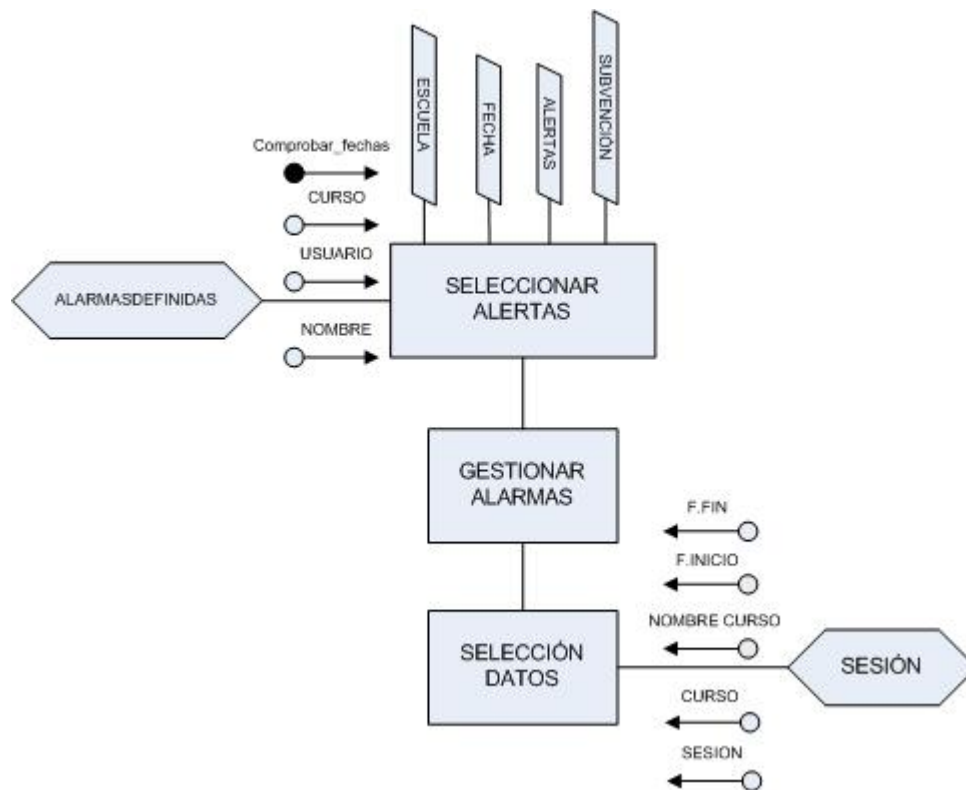 ESCUELA
FECHA
ALERTAS
SUBVENCIÓN
Comprobar_fechas
CURSO
USUARIO
NOMBRE
ALARMASDEFINIDAS
SELECCIONAR
ALERTAS
GESTIONAR
ALARMAS
F.FIN
F.INICIO
NOMBRE CURSO
SELECCIÓN
DATOS
SESIÓN
CURSO
SESION